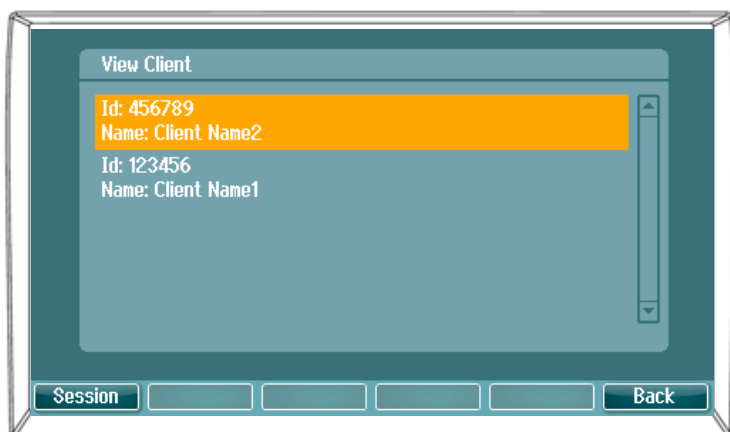 View Client
Id: 456789
Name: Client Name2
Id: 123456
Name: Client Name1
Session
Back